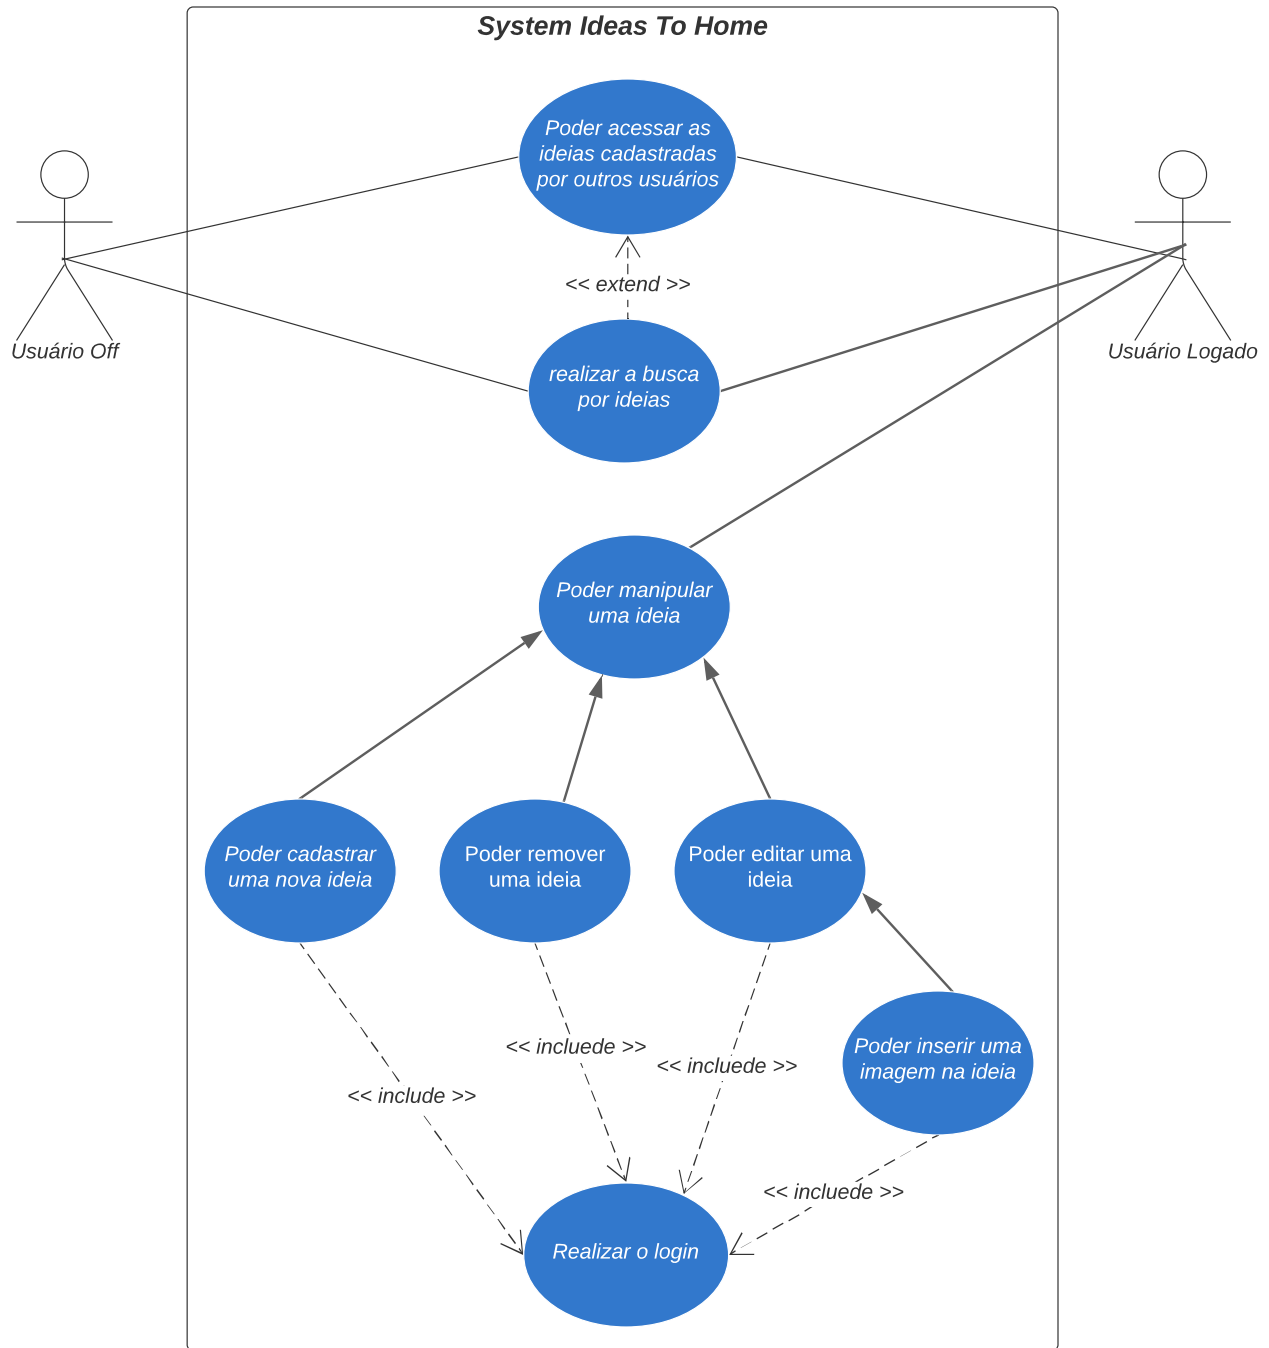 System Ideas To Home
Poder acessar as
ideias cadastradas
por outros usuários
<< extend >>
Usuário Off
Usuário Logado
realizar a busca
por ideias
Poder manipular
uma ideia
Poder cadastrar
uma nova ideia
Poder remover
uma ideia
Poder editar uma
ideia
Poder inserir uma
imagem na ideia
<< incluede >>
<< incluede >>
<< include >>
<< incluede >>
Realizar o login